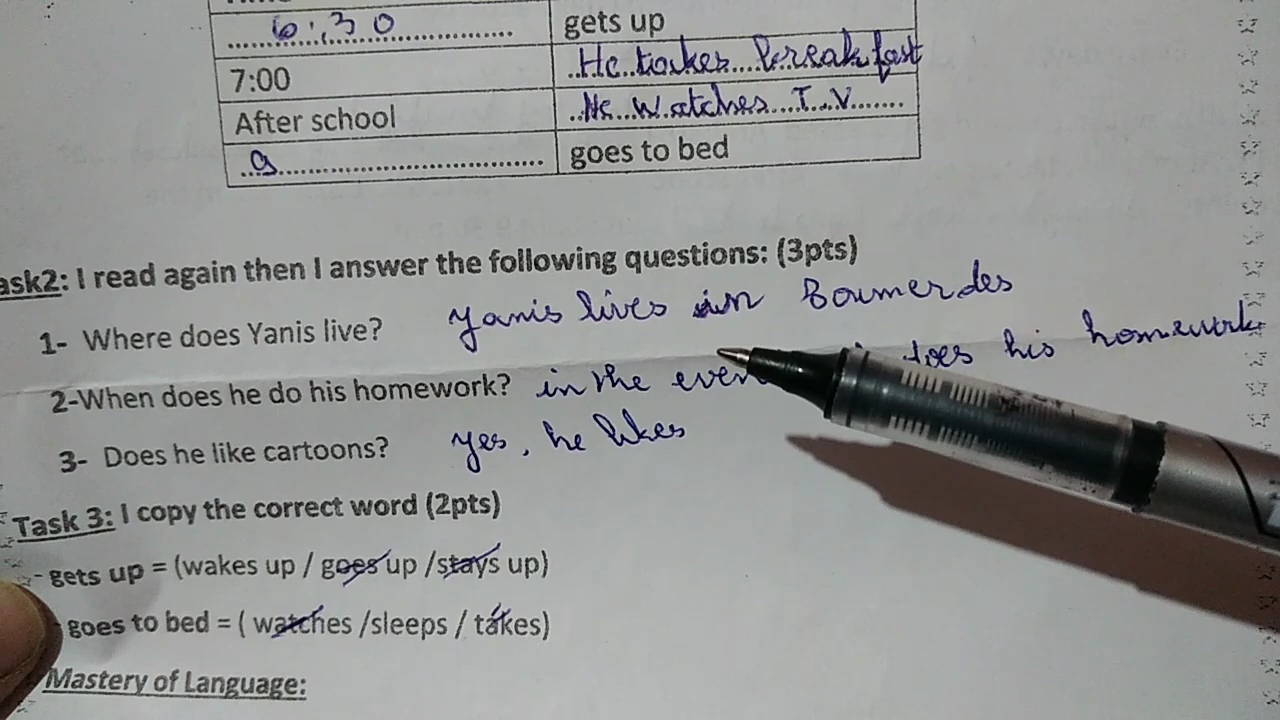 6:30 gets up
7:00 He takes breakfast
After school He watches T.V
9 goes to bed
ask2: I read again then I answer the following questions: (3pts)
1- Where does Yanis live? Yanis lives in Boumerdes
2-When does he do his homework? in the even does his homework
3- Does he like cartoons? yes, he likes
Task 3: I copy the correct word (2pts)
- gets up = (wakes up / goes up /stays up)
goes to bed = ( watches /sleeps / takes)
Mastery of Language: